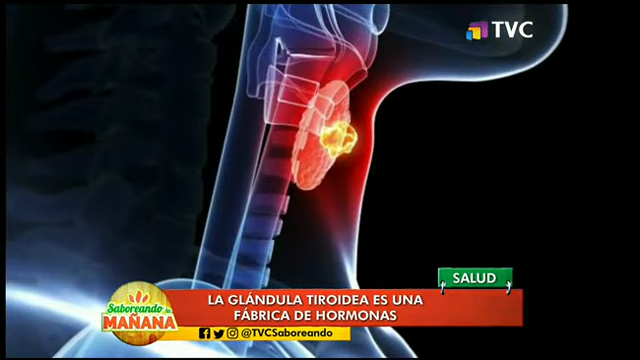 TVC
SALUD
LA GLÁNDULA TIROIDEA ES UNA
FÁBRICA DE HORMONAS
Saboreando la
MAÑANA
@TVCSaboreando